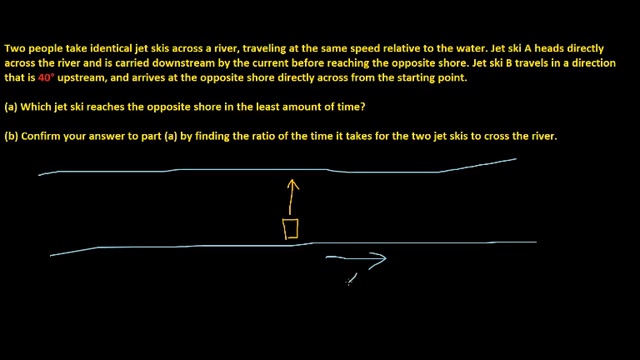 Two people take identical jet skis across a river, traveling at the same speed relative to the water. Jet ski A heads directly
across the river and is carried downstream by the current before reaching the opposite shore. Jet ski B travels in a direction
that is 40° upstream, and arrives at the opposite shore directly across from the starting point.
(a) Which jet ski reaches the opposite shore in the least amount of time?
(b) Confirm your answer to part (a) by finding the ratio of the time it takes for the two jet skis to cross the river.